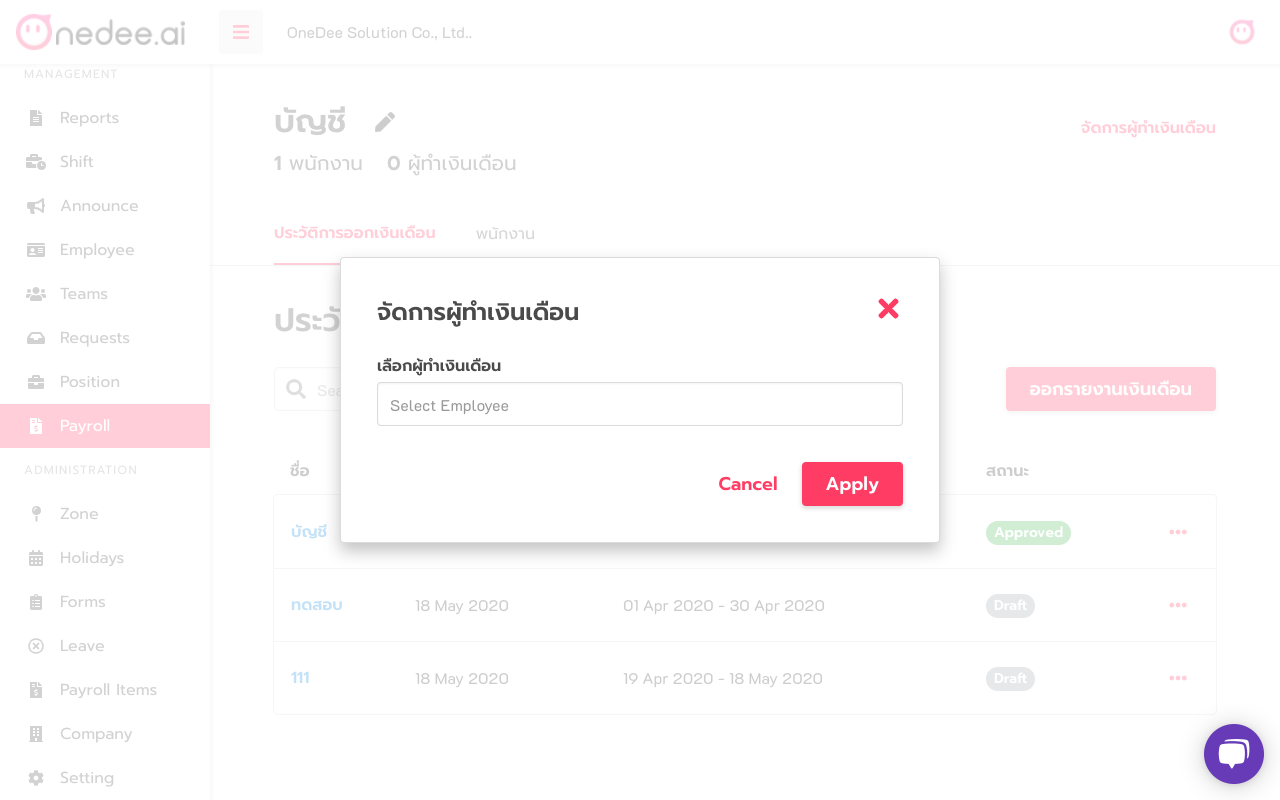 Onedee.ai
OneDee Solution Co., Ltd..
MANAGEMENT
Reports
Shift
Announce
Employee
Teams
Requests
Position
Payroll
ADMINISTRATION
Zone
Holidays
Forms
Leave
Payroll Items
Company
Setting
บัญชี
จัดการผู้ทำเงินเดือน
1 พนักงาน 0 ผู้ทำเงินเดือน
ประวัติการออกเงินเดือน พนักงาน
ประวั
จัดการผู้ทำเงินเดือน
เลือกผู้ทำเงินเดือน
Select Employee
Cancel Apply
Sea
ออกรายงานเงินเดือน
ชื่อ สถานะ
บัญชี Approved
ทดสอบ 18 May 2020 01 Apr 2020 - 30 Apr 2020 Draft
111 18 May 2020 19 Apr 2020 - 18 May 2020 Draft